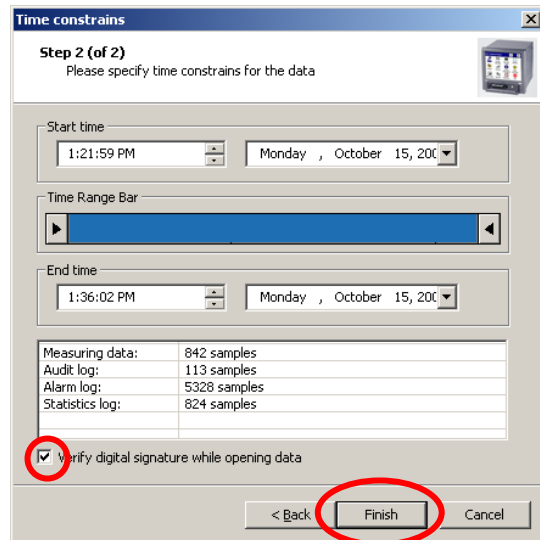 Time constrains
Step 2 (of 2)
Please specify time constrains for the data
Start time
1:21:59 PM Monday , October 15, 200
Time Range Bar
End time
1:36:02 PM Monday , October 15, 200
Measuring data: 842 samples
Audit log: 113 samples
Alarm log: 5328 samples
Statistics log: 824 samples
Verify digital signature while opening data
< Back Finish Cancel